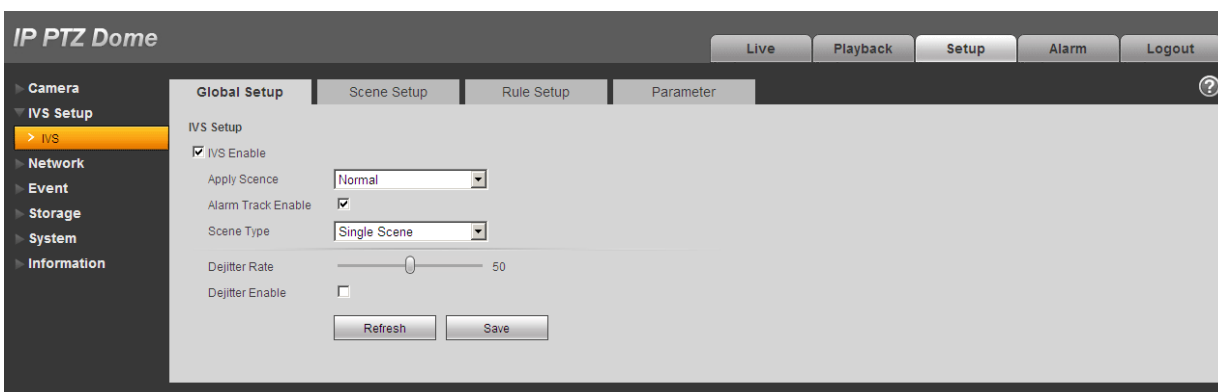 IP PTZ Dome
Live Playback Setup Alarm Logout
Camera
IVS Setup
> IVS
Network
Event
Storage
System
Information
Global Setup Scene Setup Rule Setup Parameter
?
IVS Setup
IVS Enable
Apply Scence Normal
Alarm Track Enable
Scene Type Single Scene
Dejitter Rate 50
Dejitter Enable
Refresh Save